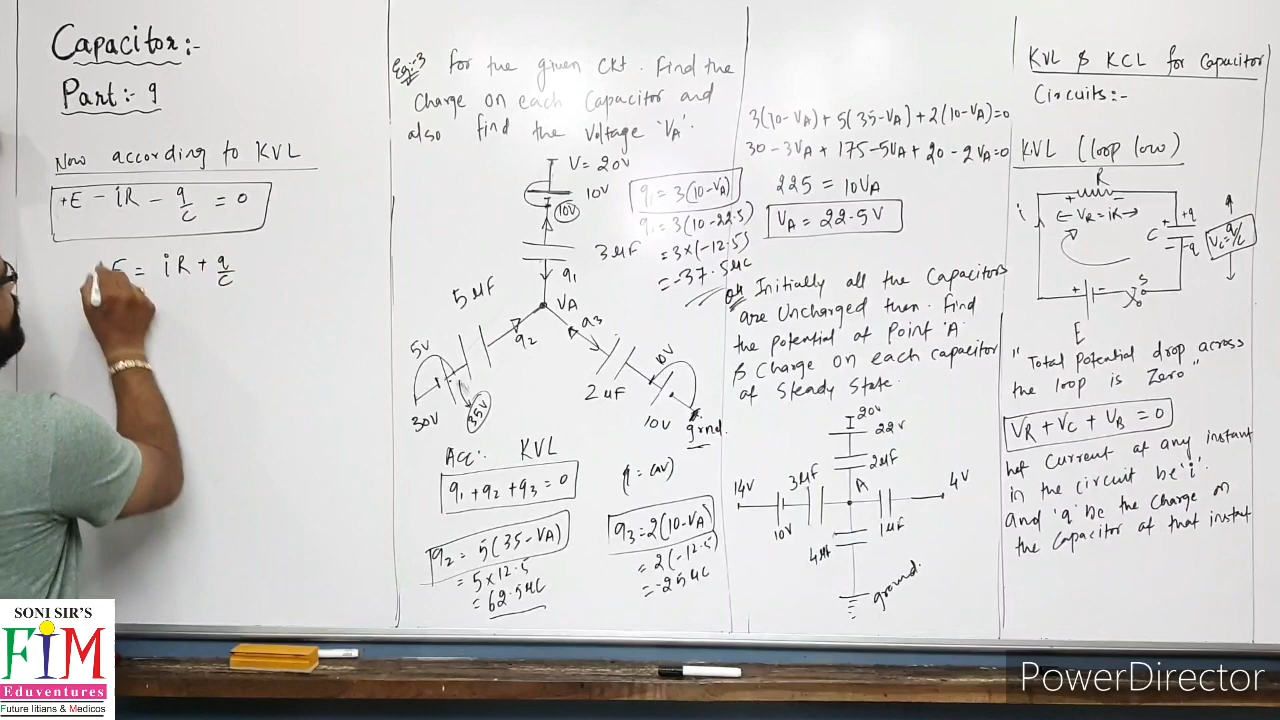 Capacitor:-
Part:- 9
Now according to KVL
+E - iR - q/c = 0
E = iR + q/c
Eg:-3 for the given Ckt. Find the
Charge on each Capacitor and
also find the Voltage 'VA'.
V = 20V
10V
10V
3μF
q1
VA
5μF
q2
q3
5V
30V
35V
2μF
10V
10V
grnd.
q1 = 3(10-VA)
q1 = 3(10-22.5)
= 3x(-12.5)
= -37.5μC
Acc: KVL
q1 + q2 + q3 = 0
q2 = 5(35-VA)
= 5 x 12.5
= 62.5μC
q3 = 2(10-VA)
= 2(-12.5)
= -25μC
3(10-VA) + 5(35-VA) + 2(10-VA) = 0
30 - 3VA + 175 - 5VA + 20 - 2VA = 0
225 = 10VA
VA = 22.5V
Initially all the Capacitors
are Uncharged then. Find
the potential at Point 'A'
& Charge on each capacitor
at Steady State.
20V
22V
2μF
3μF
A
14V
4V
10V
1μF
4μF
ground.
KVL & KCL for Capacitor
Circuits:-
KVL (loop low)
R
← VR = iR →
i
+q
-q
C
Vc = q/c
S
E
"Total potential drop across
the loop is Zero"
VR + VC + VB = 0
let Current at any instant
in the circuit be 'i'.
and 'q' be the Charge on
the Capacitor at that instant
SONI SIR'S
FiM
Eduventures
Future Iitians & Medicos
PowerDirector